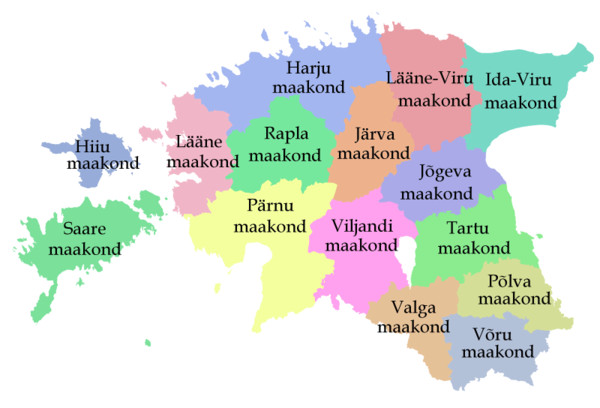 Harju
maakond
Lääne-Viru
maakond
Ida-Viru
maakond
Hiiu
maakond
Lääne
maakond
Rapla
maakond
Järva
maakond
Jõgeva
maakond
Saare
maakond
Pärnu
maakond
Viljandi
maakond
Tartu
maakond
Valga
maakond
Põlva
maakond
Võru
maakond